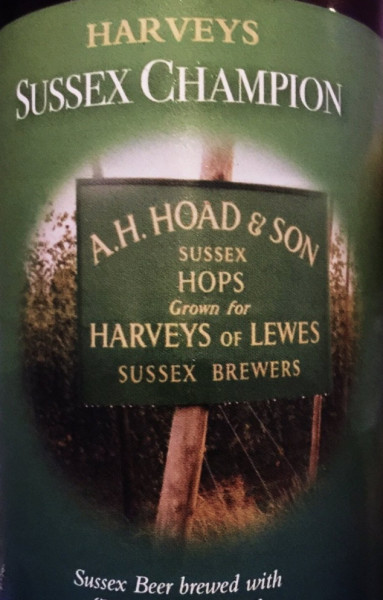 HARVEYS
SUSSEX CHAMPION
A.H. HOAD & SON
SUSSEX
HOPS
Grown for
HARVEYS OF LEWES
SUSSEX BREWERS
Sussex Beer brewed with